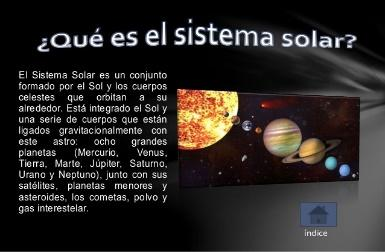 ¿Qué es el sistema solar?
El Sistema Solar es un conjunto
formado por el Sol y los cuerpos
celestes que orbitan a su
alrededor. Está integrado el Sol y
una serie de cuerpos que están
ligados gravitacionalmente con
este astro: ocho grandes
planetas (Mercurio, Venus,
Tierra, Marte, Júpiter, Saturno,
Urano y Neptuno), junto con sus
satélites, planetas menores y
asteroides, los cometas, polvo y
gas interestelar.
índice